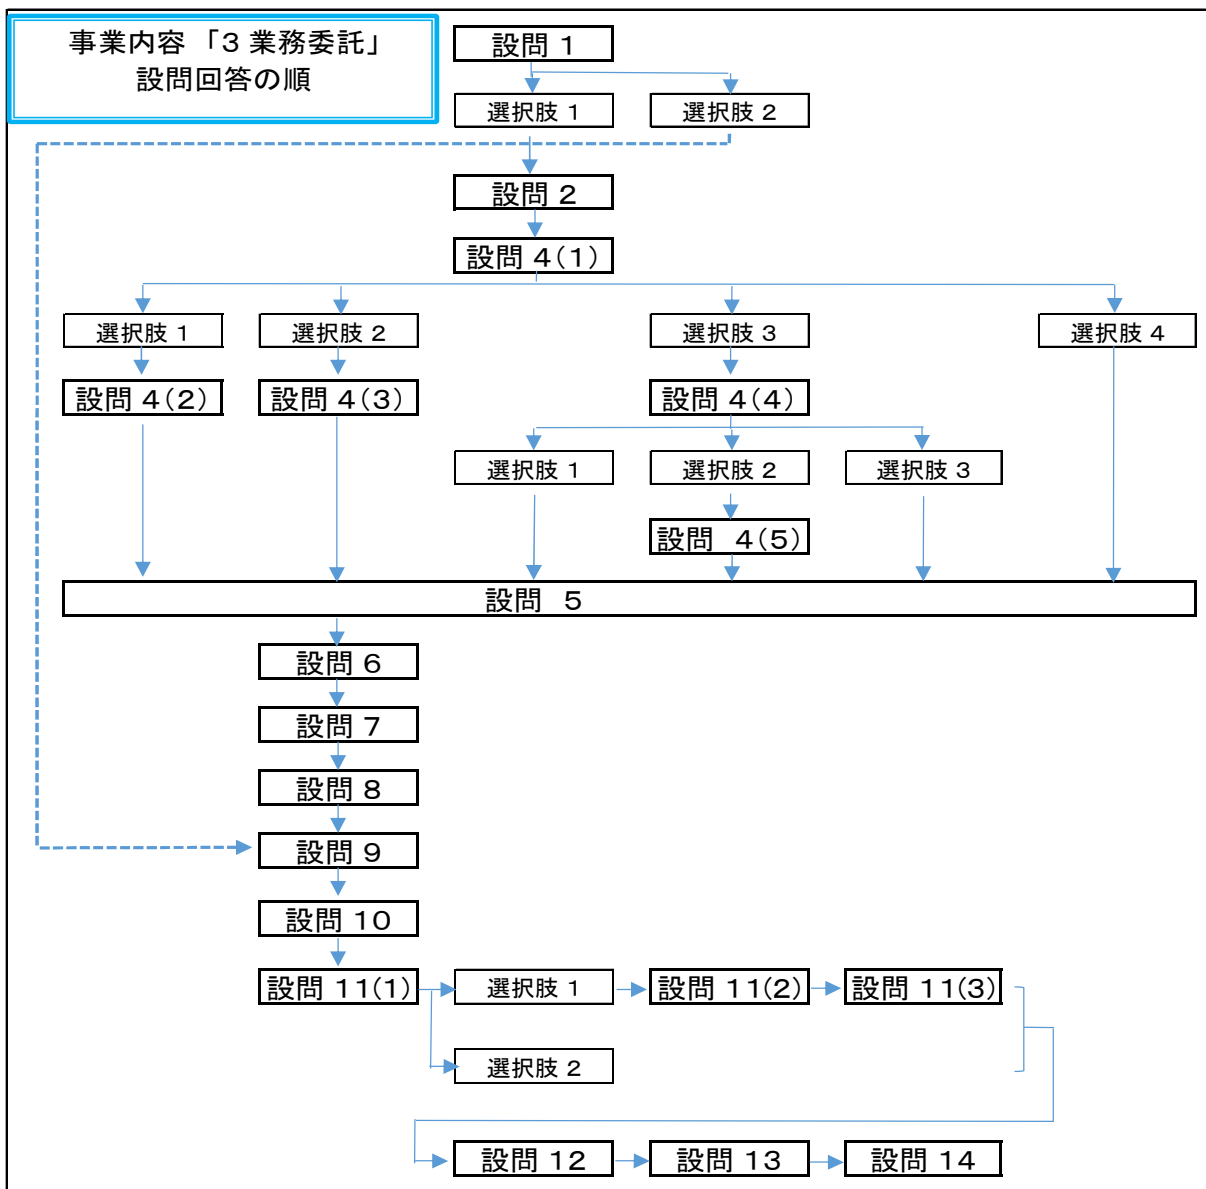 事業内容 「3 業務委託」
設問回答の順
設問 1
選択肢 1
選択肢 2
設問 2
設問 4(1)
選択肢 1
選択肢 2
選択肢 3
選択肢 4
設問 4(2)
設問 4(3)
設問 4(4)
選択肢 1
選択肢 2
選択肢 3
設問 4(5)
設問 5
設問 6
設問 7
設問 8
設問 9
設問 10
設問 11(1)
選択肢 1
設問 11(2)
設問 11(3)
選択肢 2
設問 12
設問 13
設問 14